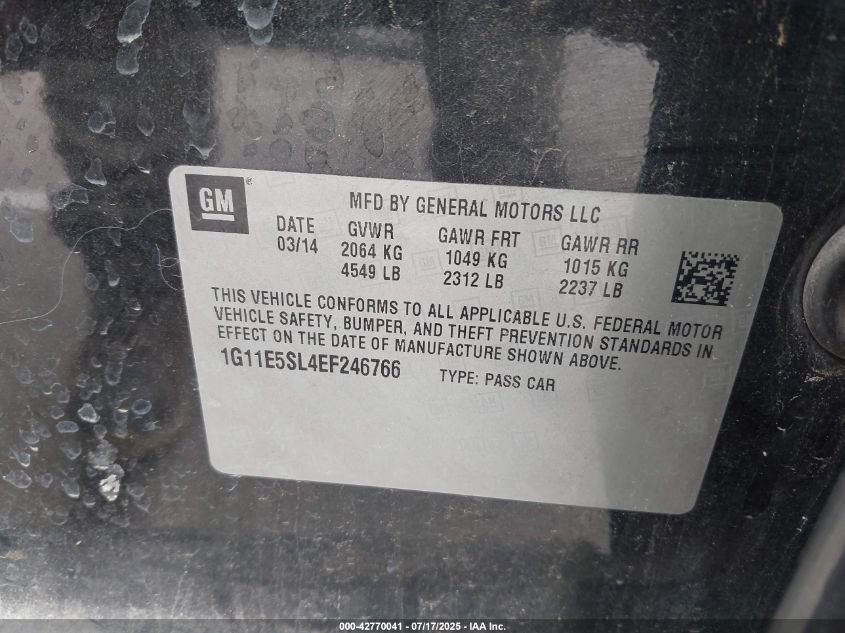 GM ®
MFD BY GENERAL MOTORS LLC
DATE GVWR GAWR FRT GAWR RR
03/14 2064 KG 1049 KG 1015 KG
4549 LB 2312 LB 2237 LB
THIS VEHICLE CONFORMS TO ALL APPLICABLE U.S. FEDERAL MOTOR
VEHICLE SAFETY, BUMPER, AND THEFT PREVENTION STANDARDS IN
EFFECT ON THE DATE OF MANUFACTURE SHOWN ABOVE.
1G11E5SL4EF246766 TYPE: PASS CAR
000-42770041 - 07/17/2025 - IAA Inc.